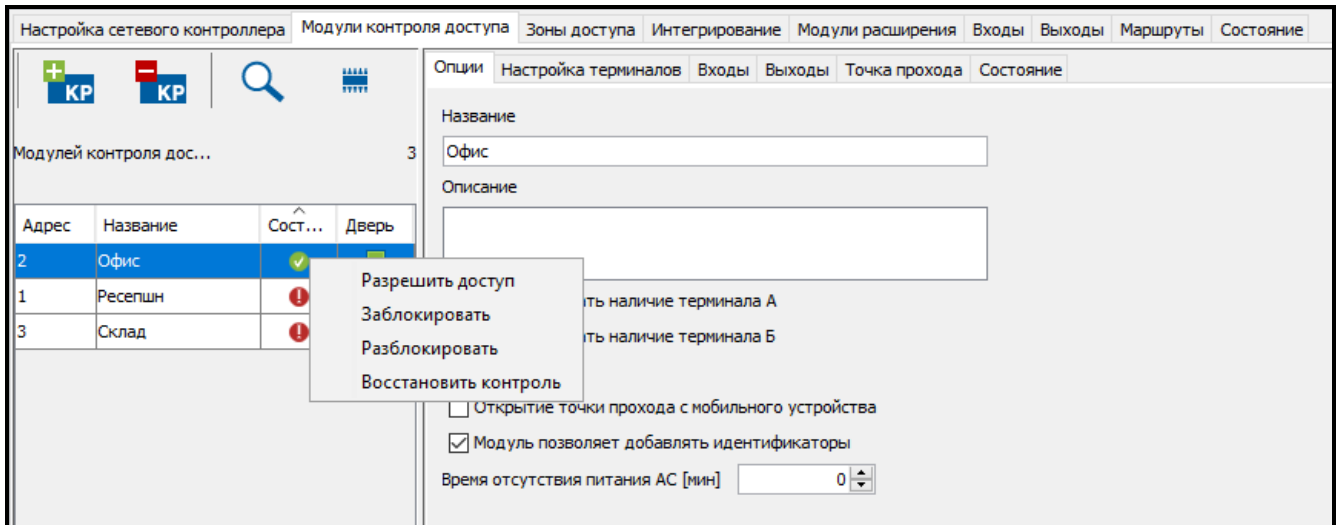 Настройка сетевого контроллера Модули контроля доступа Зоны доступа Интегрирование Модули расширения Входы Выходы Маршруты Состояние
КР КР
Модулей контроля дос... 3
Адрес Название Сост... Дверь
2 Офис
1 Ресепшн
3 Склад
Разрешить доступ
Заблокировать
Разблокировать
Восстановить контроль
Опции Настройка терминалов Входы Выходы Точка прохода Состояние
Название
Офис
Описание
ть наличие терминала А
ть наличие терминала Б
Открытие точки прохода с мобильного устройства
Модуль позволяет добавлять идентификаторы
Время отсутствия питания АС [мин] 0